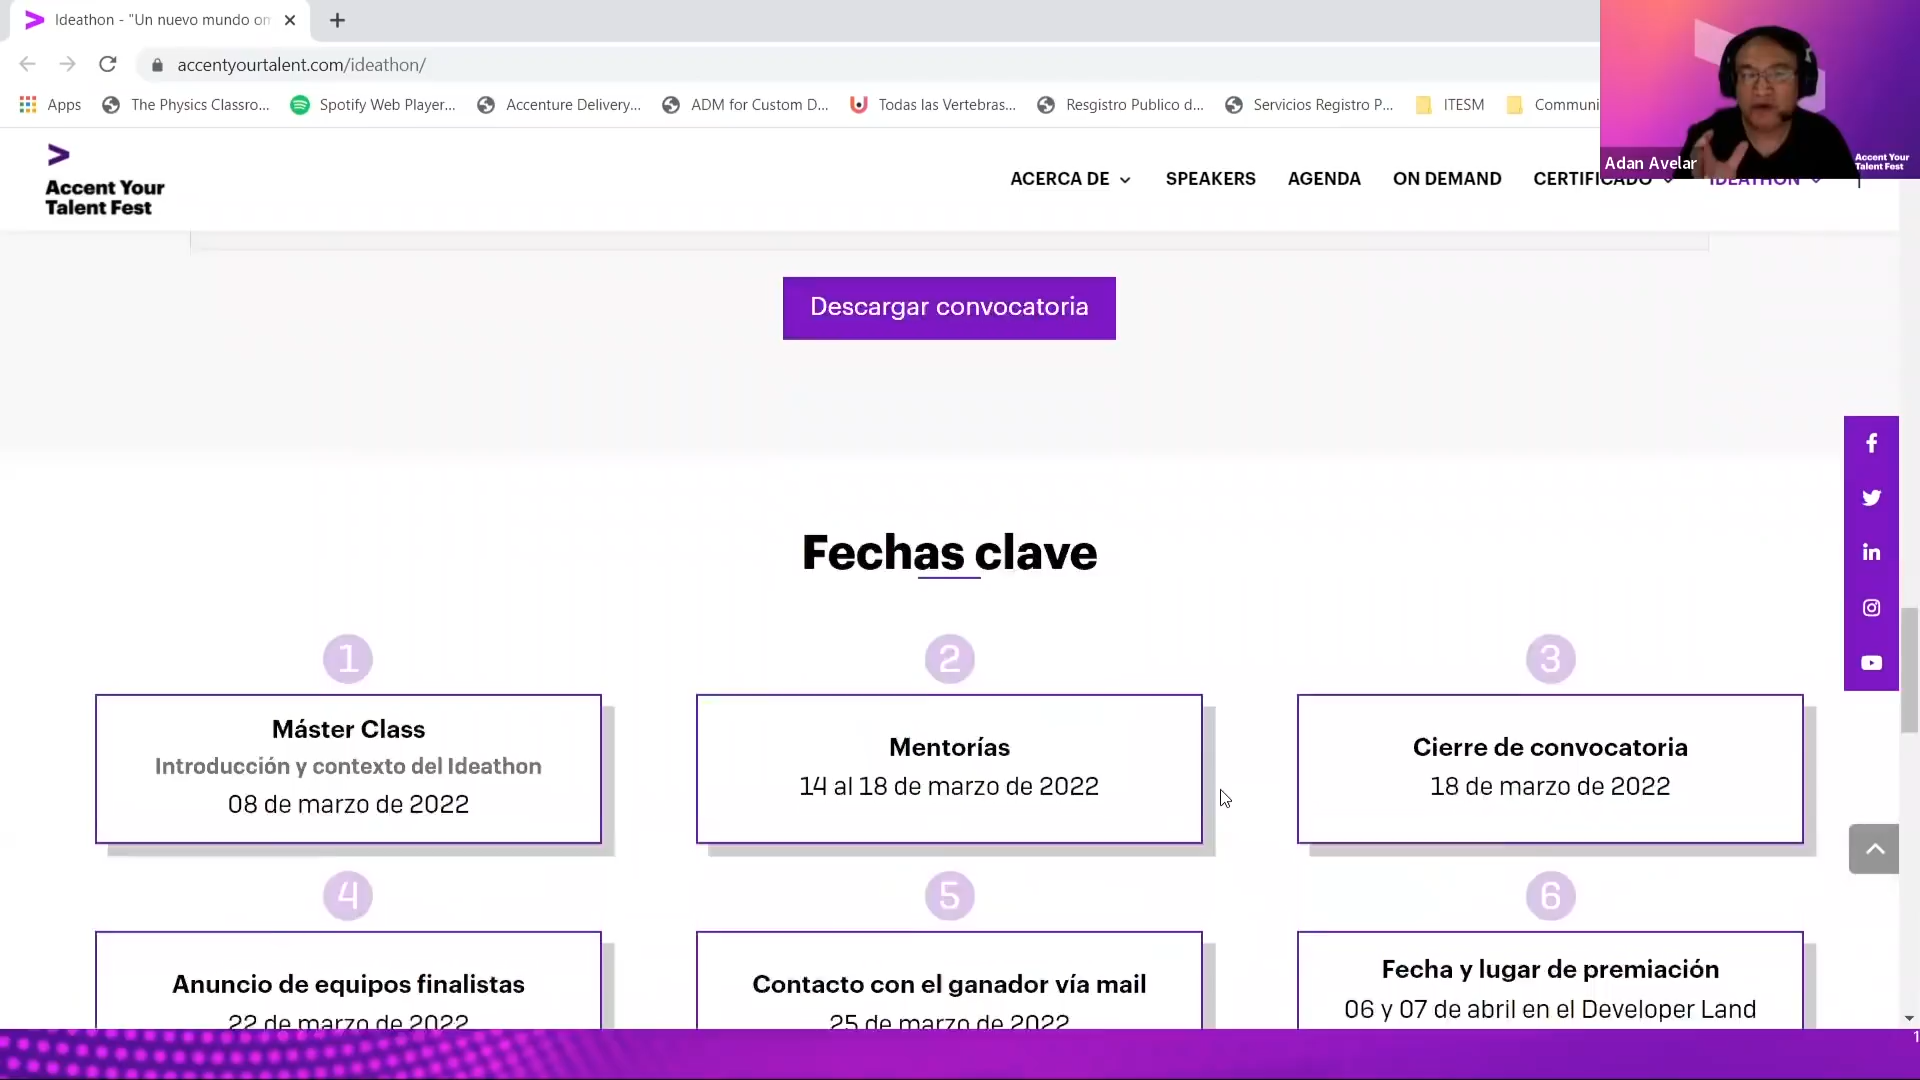 Ideathon - "Un nuevo mundo om
accentyourtalent.com/ideathon/
Apps
The Physics Classro...
Spotify Web Player...
Accenture Delivery...
ADM for Custom D...
Todas las Vertebras...
Resgistro Publico d...
Servicios Registro P...
ITESM
Communi
Adan Avelar
Accent Your
Talent Fest
Accent Your
Talent Fest
ACERCA DE
SPEAKERS
AGENDA
ON DEMAND
CERTIFICADO
IDEATHON
Descargar convocatoria
Fechas clave
1
Máster Class
Introducción y contexto del Ideathon
08 de marzo de 2022
2
Mentorías
14 al 18 de marzo de 2022
3
Cierre de convocatoria
18 de marzo de 2022
4
Anuncio de equipos finalistas
22 de marzo de 2022
5
Contacto con el ganador vía mail
25 de marzo de 2022
6
Fecha y lugar de premiación
06 y 07 de abril en el Developer Land
1